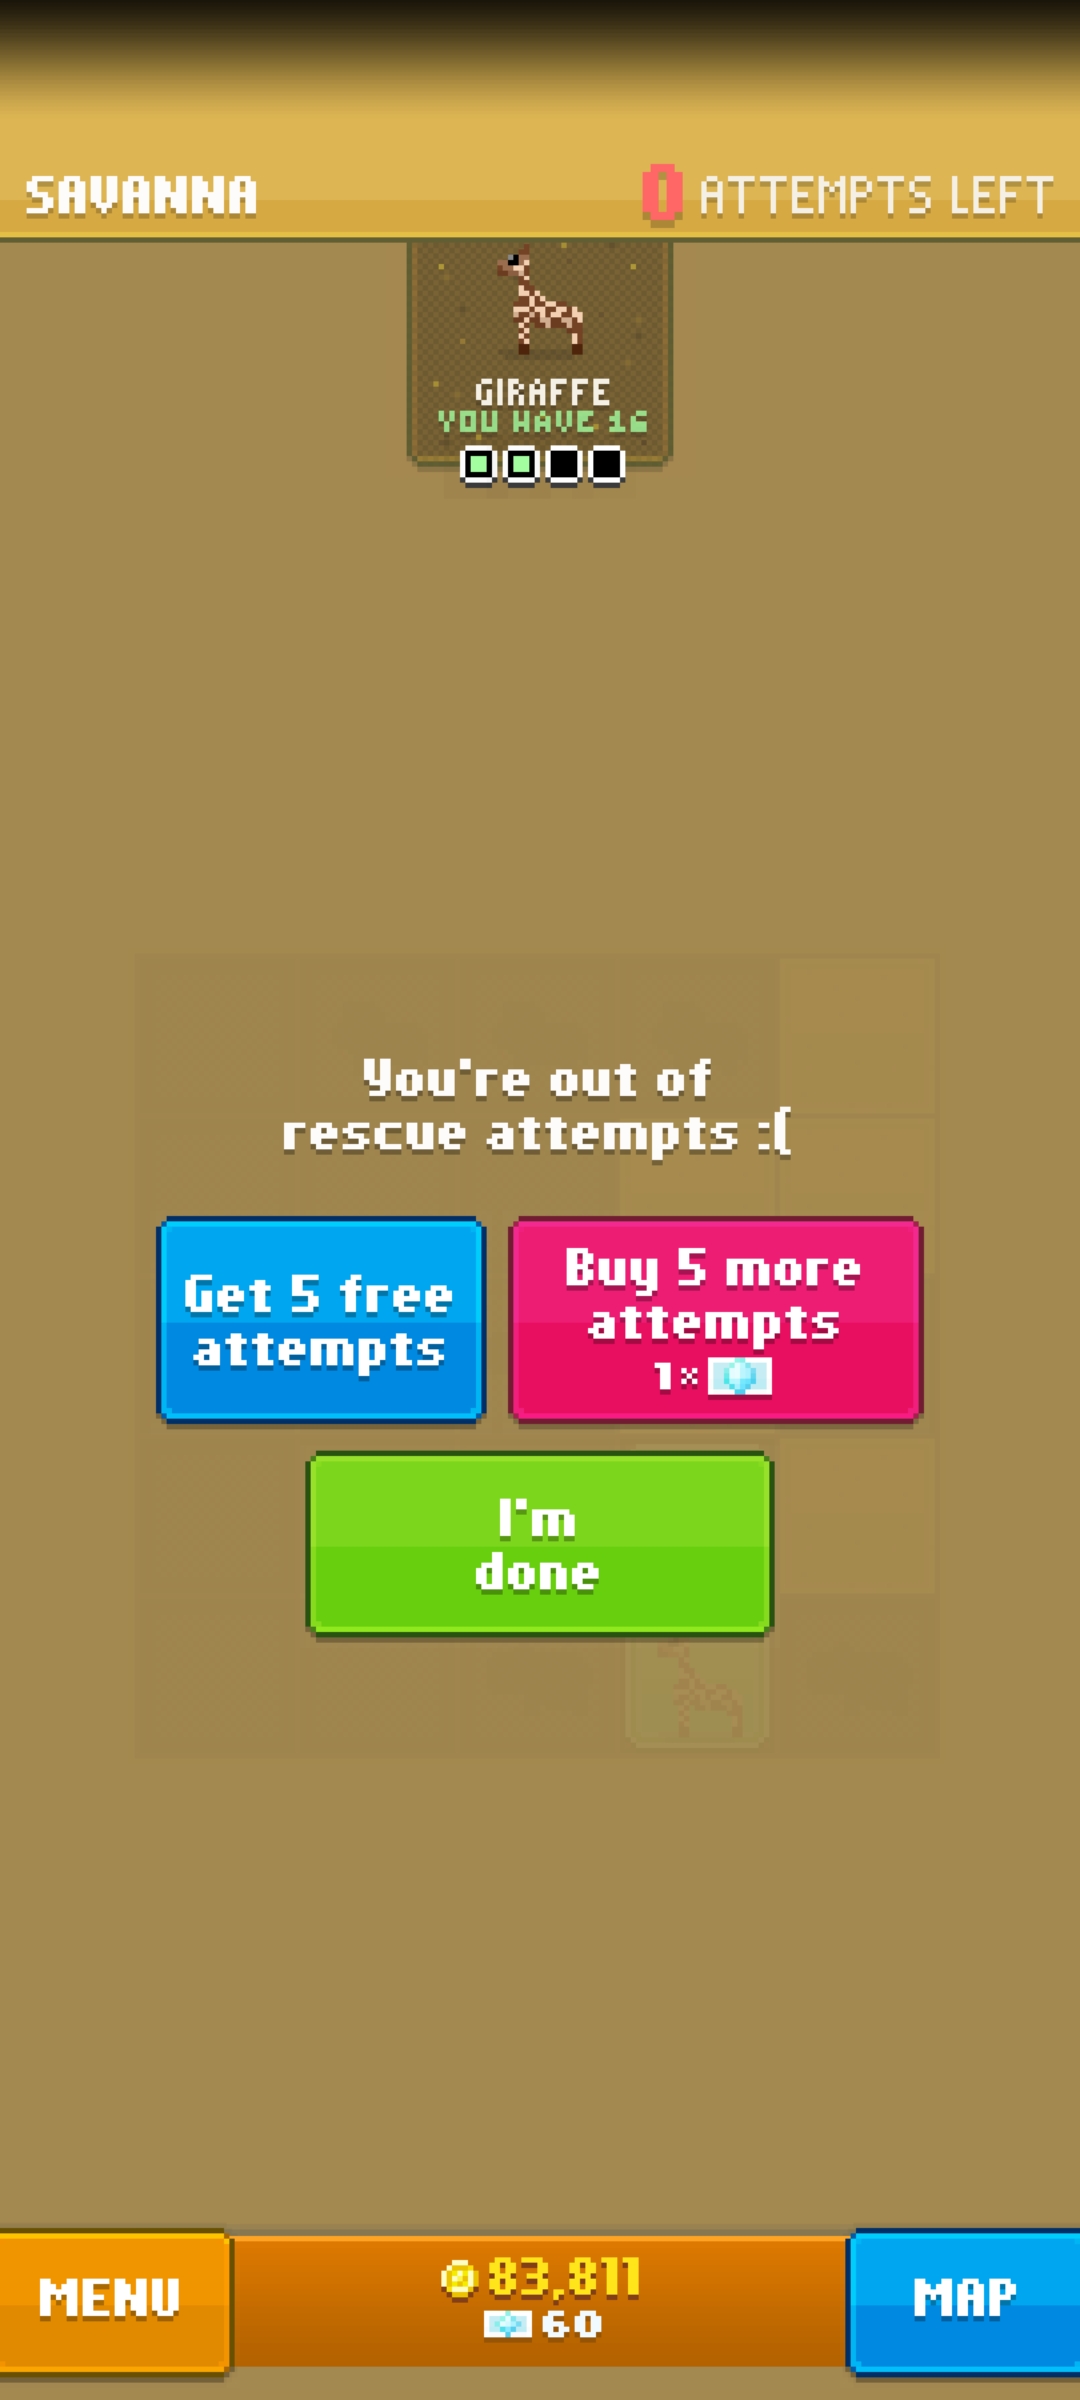 SAVANNA
0 ATTEMPTS LEFT
GIRAFFE
YOU HAVE 16
You're out of
rescue attempts :(
Get 5 free
attempts
Buy 5 more
attempts
1×
I'm
done
MENU
83,811
60
MAP